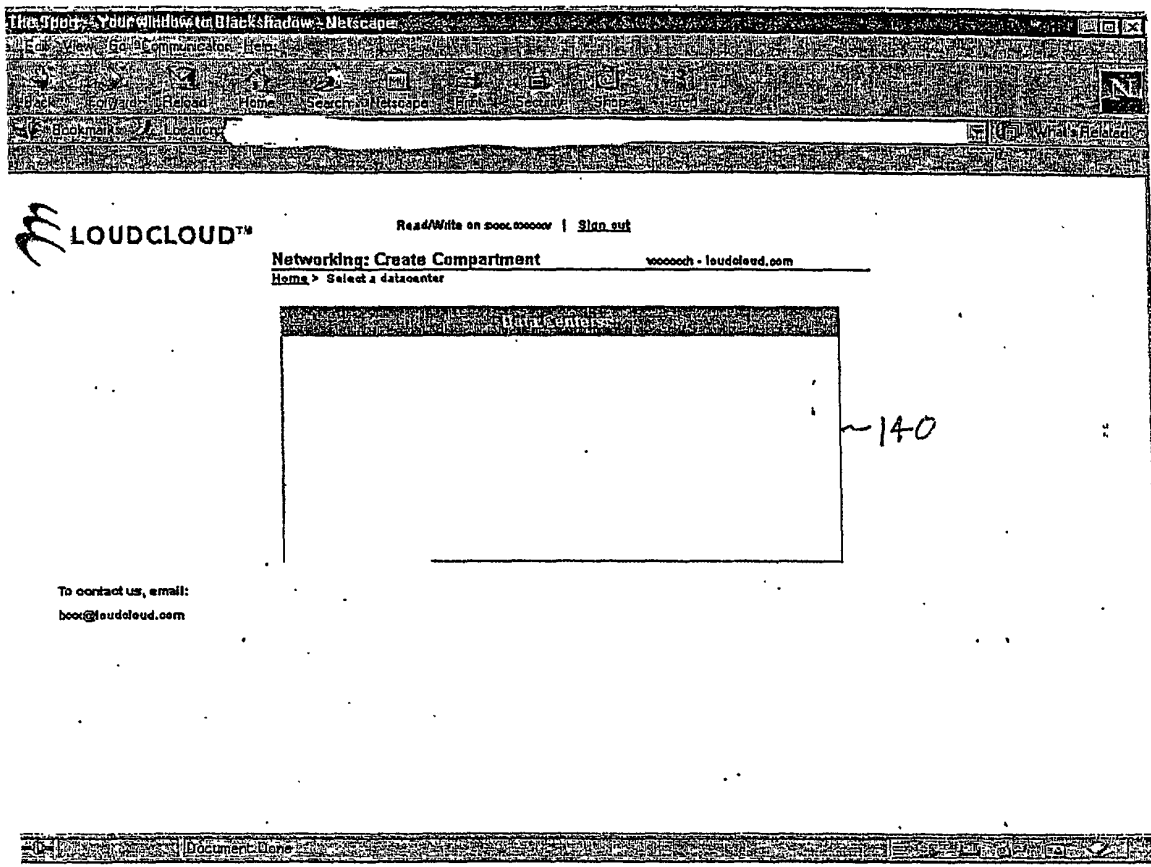 Your window to Blackshadow - Netscape
Edit View Go Communicator Help
Back Forward Reload Home Search Netscape Print Security Shop
Bookmarks Location What's Related
LOUDCLOUD™
Read/Write on | Sign out
Networking: Create Compartment - loudcloud.com
Home > Select a datacenter
Data Centers
~140
To contact us, email:
@loudcloud.com
Document: Done